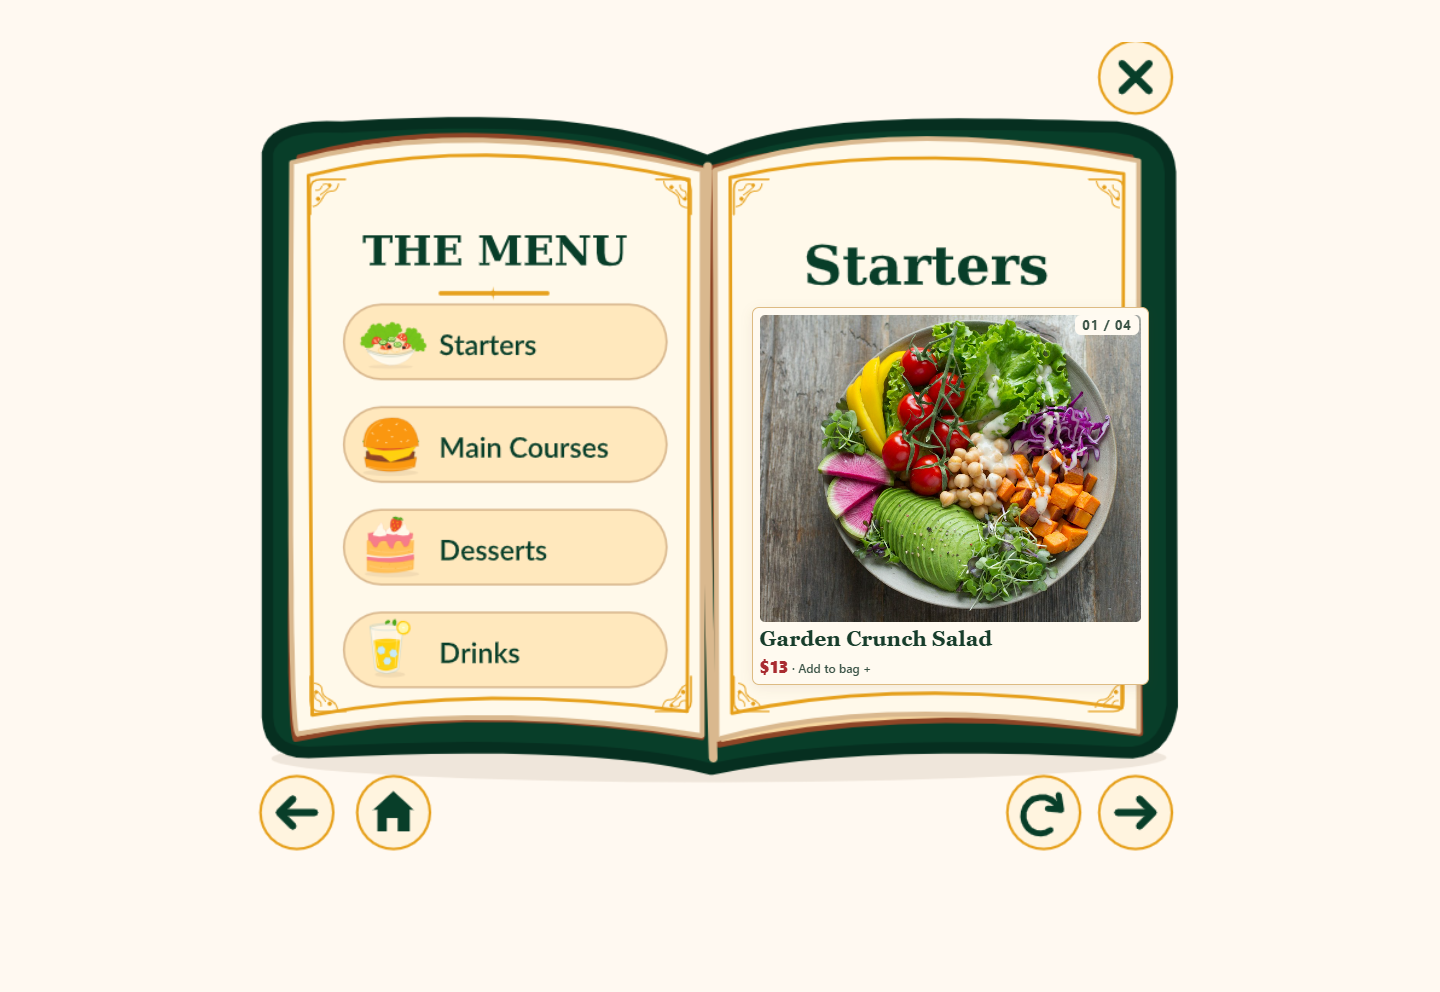 THE MENU
Starters
Main Courses
Desserts
Drinks
Starters
01 / 04
Garden Crunch Salad
$13 · Add to bag +